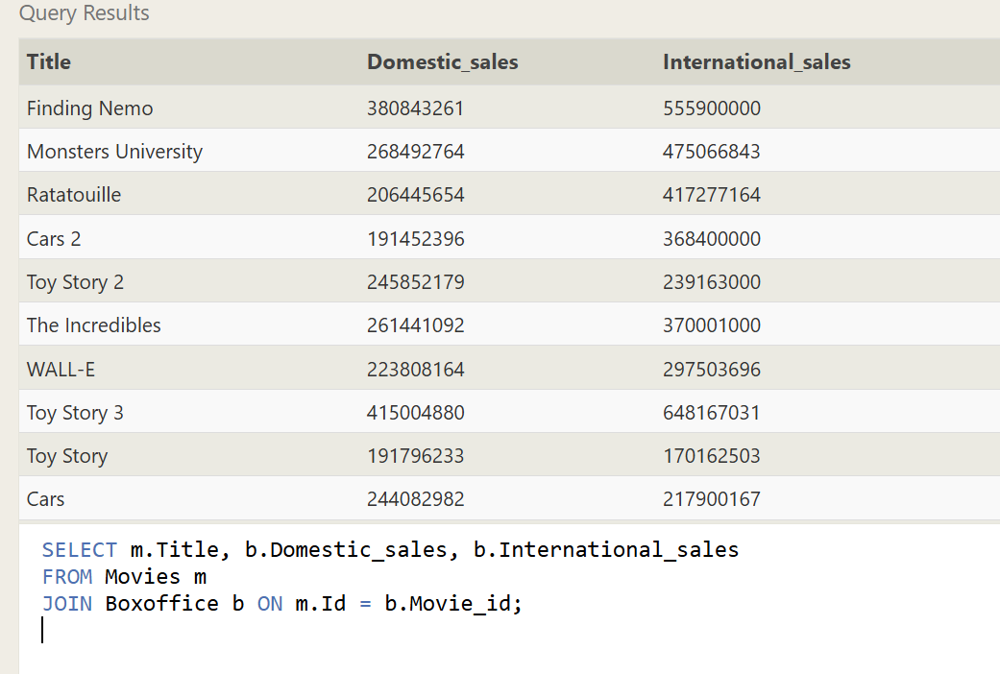 Query Results
Title Domestic_sales International_sales
Finding Nemo 380843261 555900000
Monsters University 268492764 475066843
Ratatouille 206445654 417277164
Cars 2 191452396 368400000
Toy Story 2 245852179 239163000
The Incredibles 261441092 370001000
WALL-E 223808164 297503696
Toy Story 3 415004880 648167031
Toy Story 191796233 170162503
Cars 244082982 217900167
SELECT m.Title, b.Domestic_sales, b.International_sales
FROM Movies m
JOIN Boxoffice b ON m.Id = b.Movie_id;